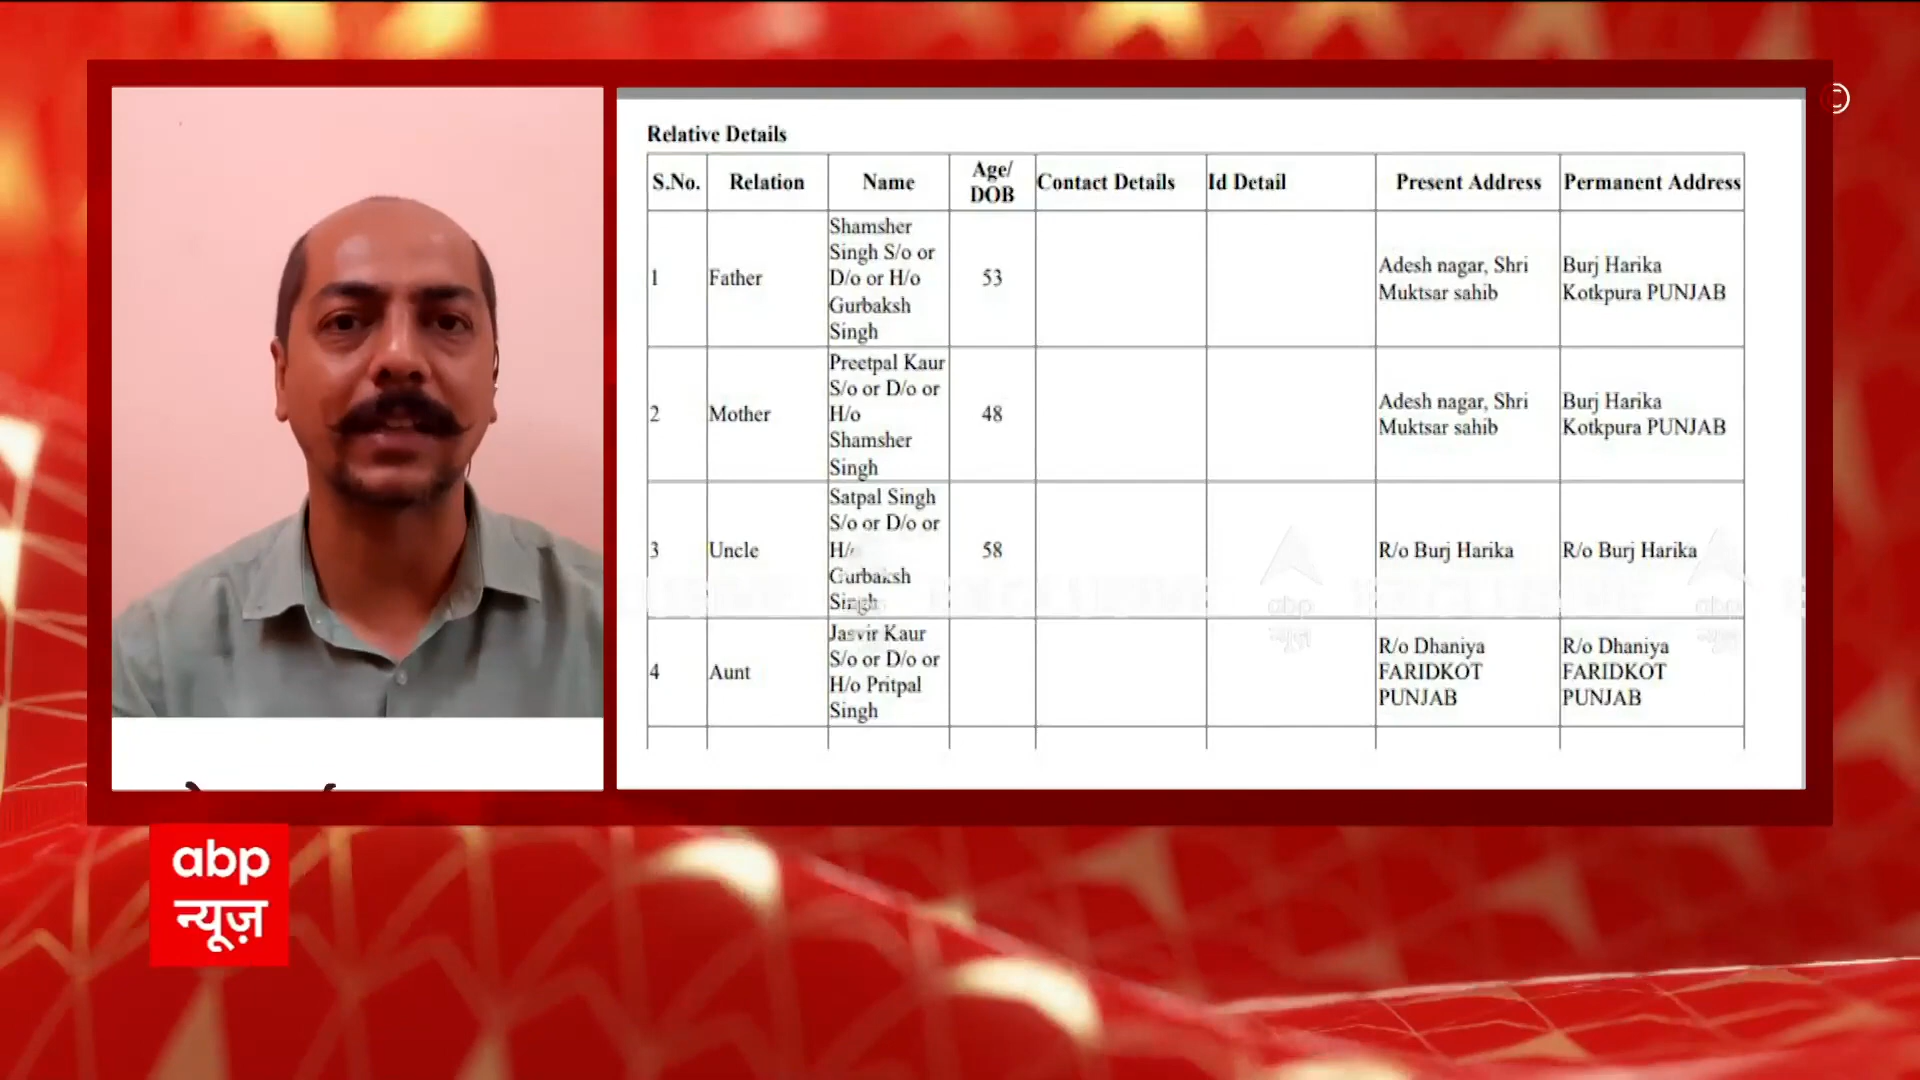 ©
Relative Details
S.No. Relation Name Age/ DOB Contact Details Id Detail Present Address Permanent Address
1 Father Shamsher Singh S/o or D/o or H/o Gurbaksh Singh 53 Adesh nagar, Shri Muktsar sahib Burj Harika Kotkpura PUNJAB
2 Mother Preetpal Kaur S/o or D/o or H/o Shamsher Singh 48 Adesh nagar, Shri Muktsar sahib Burj Harika Kotkpura PUNJAB
3 Uncle Satpal Singh S/o or D/o or H/o Gurbaksh Singh 58 R/o Burj Harika R/o Burj Harika
4 Aunt Jasvir Kaur S/o or D/o or H/o Pritpal Singh R/o Dhaniya FARIDKOT PUNJAB R/o Dhaniya FARIDKOT PUNJAB
abp
न्यूज़
abp
न्यूज़
abp
न्यूज़